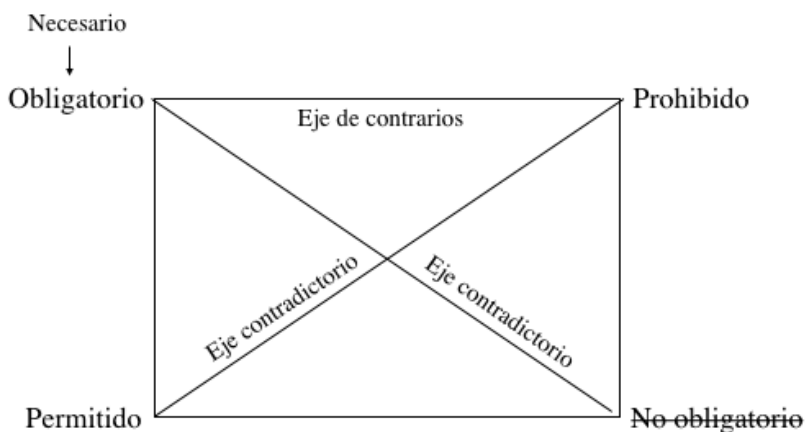 Necesario
Obligatorio
Prohibido
Eje de contrarios
Eje contradictorio
Eje contradictorio
Permitido
No obligatorio